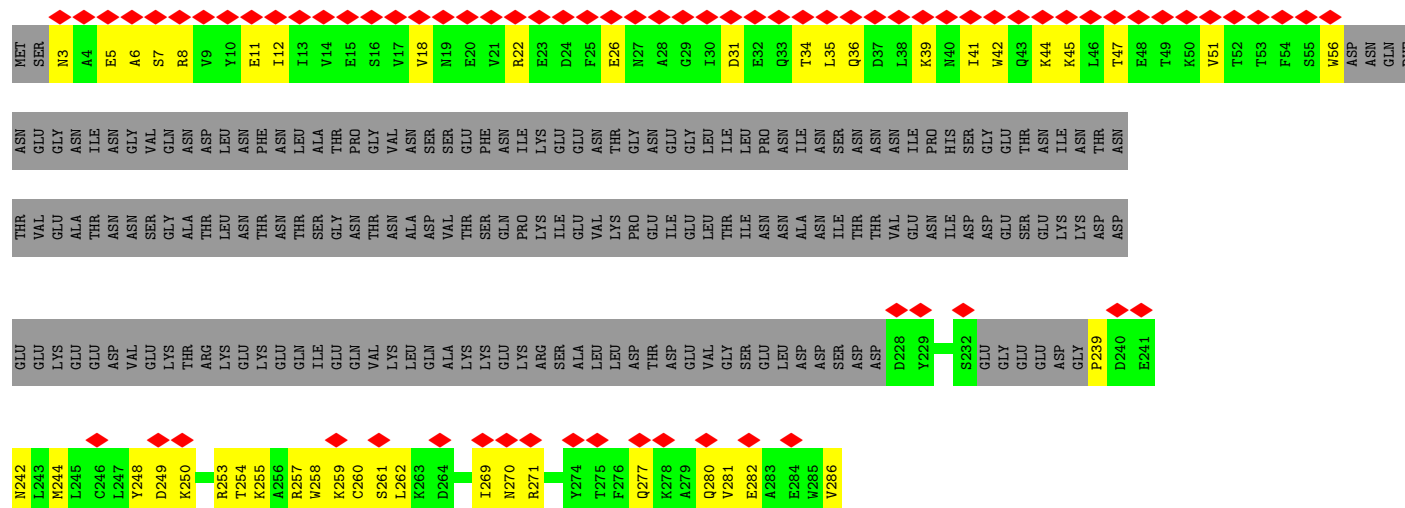 MET SER N3 A4 E5 A6 S7 R8 V9 Y10 E11 I12 I13 V14 E15 S16 V17 V18 N19 E20 V21 R22 E23 D24 F25 E26 N27 A28 G29 I30 D31 E32 Q33 T34 L35 Q36 D37 L38 K39 N40 I41 W42 Q43 K44 K45 L46 T47 E48 T49 K50 V51 T52 T53 F54 S55 W56 ASP ASN GLN
ASN GLU GLY ASN ILE ASN GLY VAL GLN ASN ASP LEU ASN PHE ASN LEU ALA THR PRO GLY VAL ASN SER SER GLU PHE ASN ILE LYS GLU GLU ASN THR GLY ASN GLU GLY LEU ILE LEU PRO ASN ILE ASN SER ASN ASN ASN ILE PRO HIS SER GLY GLU THR ASN ILE ASN THR ASN
THR VAL GLU ALA THR ASN ASN SER GLY ALA THR LEU ASN THR ASN THR SER GLY ASN THR ASN ALA ASP VAL THR SER GLN PRO LYS ILE GLU VAL LYS PRO GLU ILE GLU LEU THR ILE ASN ASN ALA ASN ILE THR THR VAL GLU ASN ILE ASP ASP GLU SER GLU LYS LYS ASP ASP
GLU GLU LYS GLU GLU ASP VAL GLU LYS THR ARG LYS GLU LYS GLU GLN ILE GLU GLN VAL LYS LEU GLN ALA LYS LYS GLU LYS ARG SER ALA LEU LEU ASP THR ASP GLU VAL GLY SER GLU LEU ASP ASP SER ASP ASP D228 Y229 S232 GLU GLY GLU GLU ASP GLY P239 D240 E241
N242 L243 M244 L245 C246 L247 Y248 D249 K250 R253 T254 K255 A256 R257 W258 K259 C260 S261 L262 K263 D264 I269 N270 R271 Y274 T275 F276 Q277 K278 A279 Q280 V281 E282 A283 E284 W285 V286